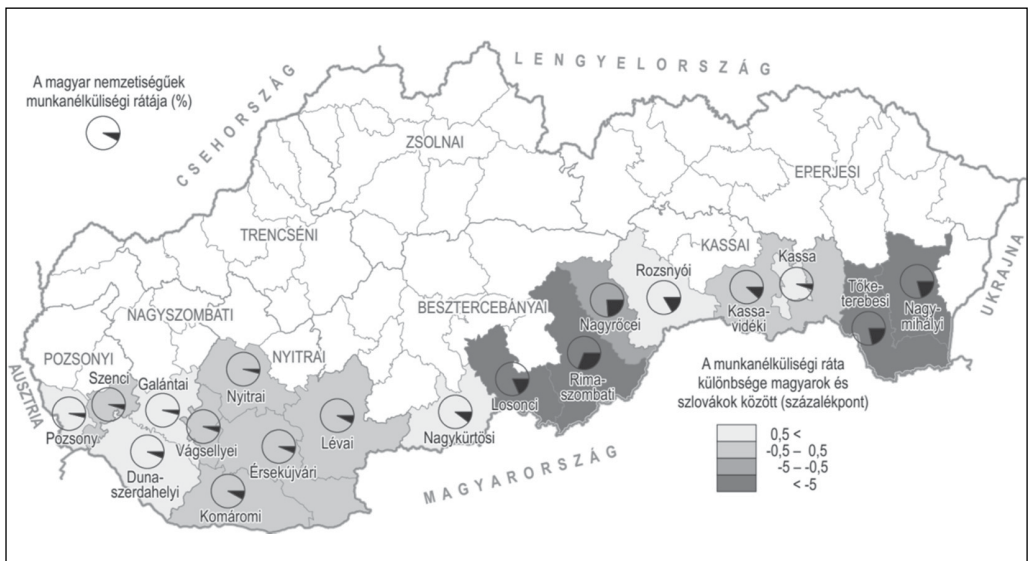 A magyar nemzetiségűek
munkanélküliségi rátája (%)
CSEHORSZÁG
LENGYELORSZÁG
ZSOLNAI
EPERJESI
TRENCSÉNI
KASSAI
Kassa
Rozsnyói
UKRAJNA
Tőke-
terebesi
Nagy-
mihályi
Kassa-
vidéki
Nagyrőcei
BESZTERCEBÁNYAI
NAGYSZOMBATI
NYITRAI
POZSONYI
AUSZTRIA
Szenci
Galántai
Nyitrai
Rima-
szombati
Losonci
Pozsony
Vágsellyei
Lévai
Nagykürtösi
Érsekújvári
Duna-
szerdahelyi
Komáromi
MAGYARORSZÁG
A munkanélküliségi ráta
különbsége magyarok és
szlovákok között (százalékpont)
0,5 <
-0,5 – 0,5
-5 – -0,5
< -5